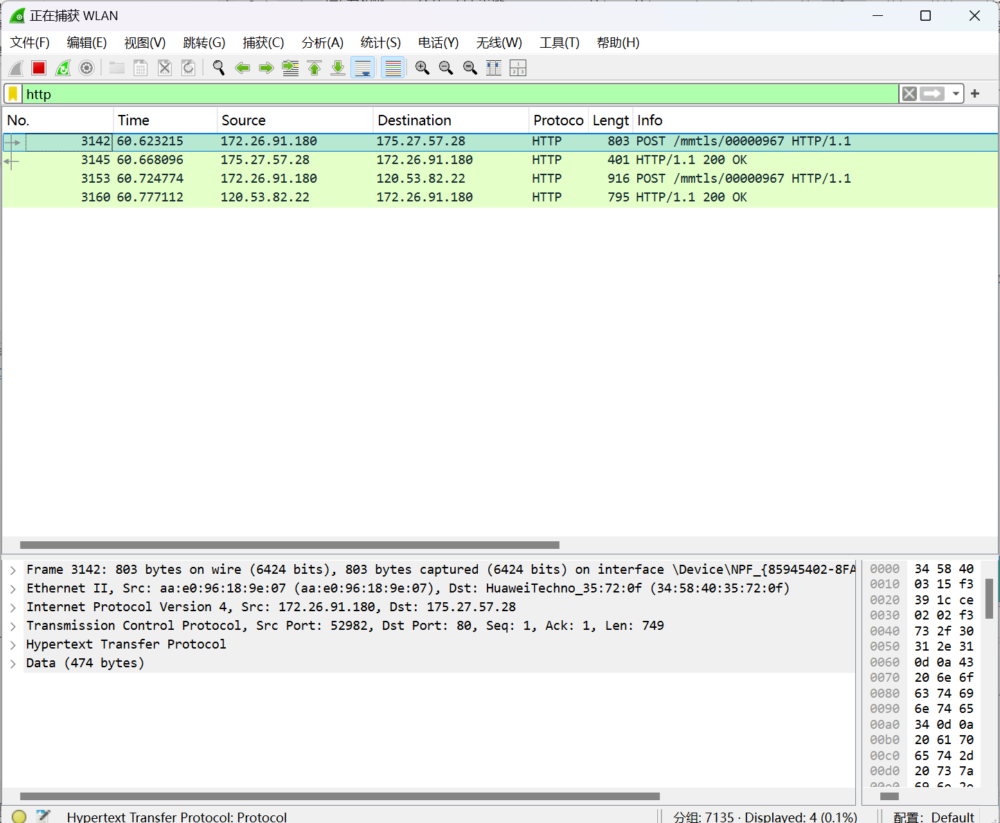 正在捕获 WLAN
文件(F) 编辑(E) 视图(V) 跳转(G) 捕获(C) 分析(A) 统计(S) 电话(Y) 无线(W) 工具(T) 帮助(H)
http
No. Time Source Destination Protoco Lengt Info
3142 60.623215 172.26.91.180 175.27.57.28 HTTP 803 POST /mmtls/00000967 HTTP/1.1
3145 60.668096 175.27.57.28 172.26.91.180 HTTP 401 HTTP/1.1 200 OK
3153 60.724774 172.26.91.180 120.53.82.22 HTTP 916 POST /mmtls/00000967 HTTP/1.1
3160 60.777112 120.53.82.22 172.26.91.180 HTTP 795 HTTP/1.1 200 OK
Frame 3142: 803 bytes on wire (6424 bits), 803 bytes captured (6424 bits) on interface \Device\NPF_{85945402-8FA
Ethernet II, Src: aa:e0:96:18:9e:07 (aa:e0:96:18:9e:07), Dst: HuaweiTechno_35:72:0f (34:58:40:35:72:0f)
Internet Protocol Version 4, Src: 172.26.91.180, Dst: 175.27.57.28
Transmission Control Protocol, Src Port: 52982, Dst Port: 80, Seq: 1, Ack: 1, Len: 749
Hypertext Transfer Protocol
Data (474 bytes)
0000 34 58 40
0010 03 15 f3
0020 39 1c ce
0030 02 02 f3
0040 73 2f 30
0050 31 2e 31
0060 0d 0a 43
0070 20 6e 6f
0080 63 74 69
0090 6e 74 65
00a0 34 0d 0a
00b0 20 61 70
00c0 65 74 2d
00d0 20 73 7a
Hypertext Transfer Protocol: Protocol
分组: 7135 · Displayed: 4 (0.1%)
配置: Default